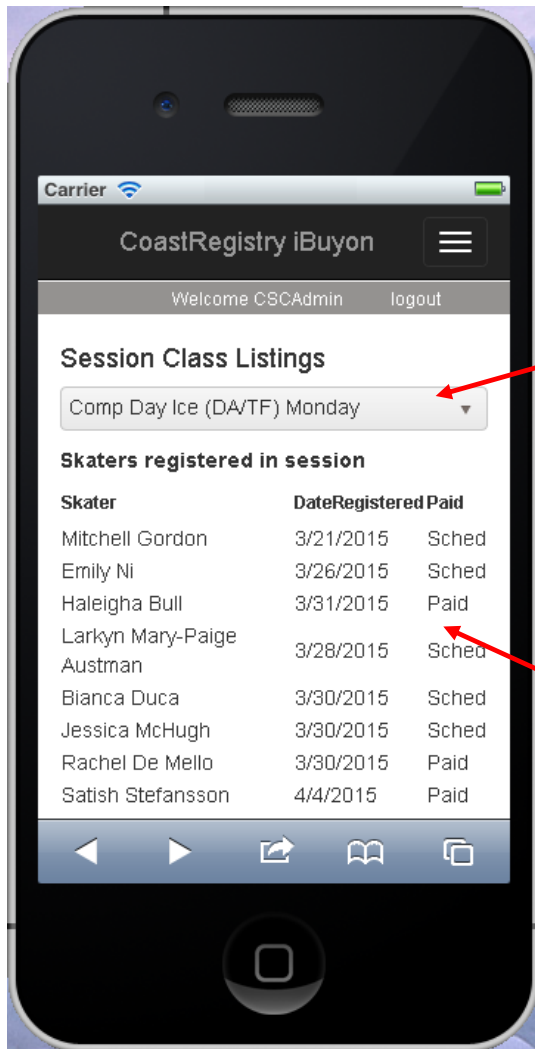 Carrier
CoastRegistry iBuyon
Welcome CSCAdmin logout
Session Class Listings
Comp Day Ice (DA/TF) Monday
Skaters registered in session
Skater DateRegistered Paid
Mitchell Gordon 3/21/2015 Sched
Emily Ni 3/26/2015 Sched
Haleigha Bull 3/31/2015 Paid
Larkyn Mary-Paige
Austman 3/28/2015 Sched
Bianca Duca 3/30/2015 Sched
Jessica McHugh 3/30/2015 Sched
Rachel De Mello 3/30/2015 Paid
Satish Stefansson 4/4/2015 Paid